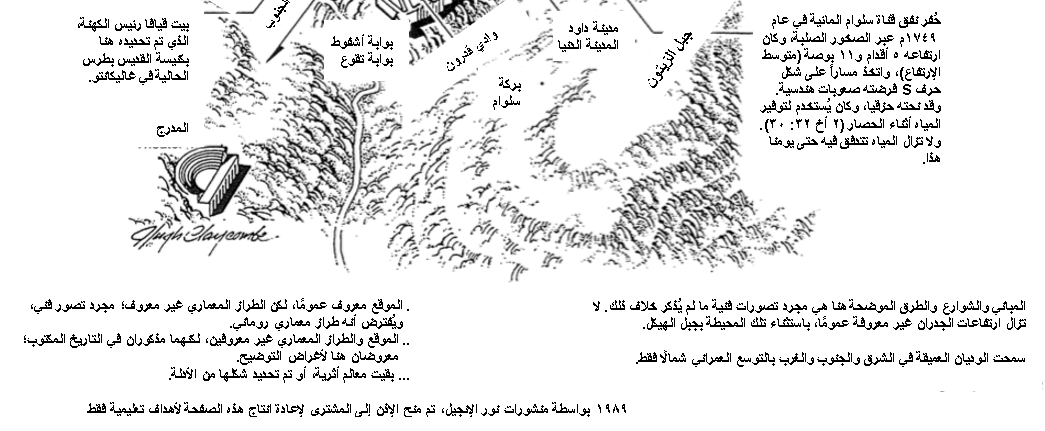 حُفر نفق قناة سلوام المائية في عام
١٧٤٩م عبر الصخور الصلبة، وكان
ارتفاعه ٥ أقدام و١١ بوصة (متوسط
الإرتفاع)، واتخذ مساراً على شكل
حرف S فرضته صعوبات هندسية.
وقد نحته حزقيا، وكان يُستخدم لتوفير
المياه أثناء الحصار (٢ أخ ٣٢: ٣٠).
ولا تزال المياه تتدفق فيه حتى يومنا
هذا.
جبل الزيتون
مدينة داود
المدينة الدنيا
وادي قدرون
بركة
سلوام
بوابة أشفوط
بوابة تقوع
الجنوب
بيت قيافا رئيس الكهنة،
الذي تم تحديده هنا
بكنيسة القديس بطرس
الحالية في غاليكانتو.
المدرج
Hugh Claycombe
المباني والشوارع والطرق الموضحة هنا هي مجرد تصورات فنية ما لم يُذكر خلاف ذلك. لا
تزال ارتفاعات الجدران غير معروفة عمومًا، باستثناء تلك المحيطة بجبل الهيكل.
سمحت الوديان العميقة في الشرق والجنوب والغرب بالتوسع العمراني شمالًا فقط.
. الموقع معروف عمومًا، لكن الطراز المعماري غير معروف؛ مجرد تصور فني،
ويُفترض أنه طراز معماري روماني.
.. الموقع والطراز المعماري غير معروفين، لكنهما مذكوران في التاريخ المكتوب؛
معروضان هنا لأغراض التوضيح.
... بقيت معالم أثرية، أو تم تحديد شكلها من الأدلة.
١٩٨٩ بواسطة منشورات نور الإنجيل، تم منح الإذن إلى المشترى لإعادة انتاج هذه الصفحة لأهداف تعليمية فقط